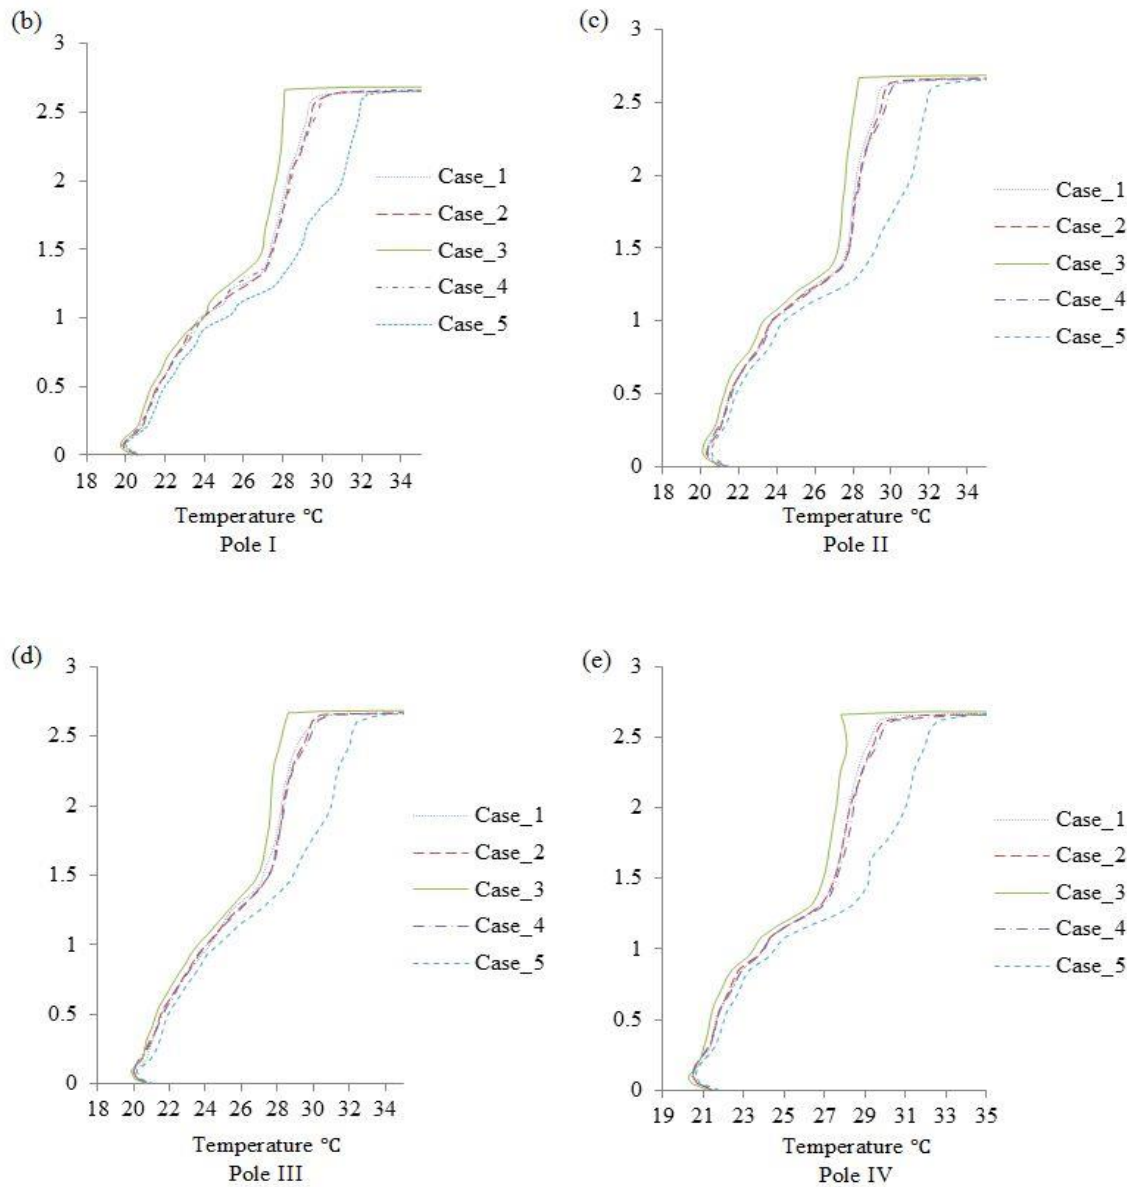 (b)
3
2.5
2
1.5
1
0.5
0
18 20 22 24 26 28 30 32 34
Temperature °C
Pole I
Case_1
Case_2
Case_3
Case_4
Case_5
(c)
3
2.5
2
1.5
1
0.5
0
18 20 22 24 26 28 30 32 34
Temperature °C
Pole II
Case_1
Case_2
Case_3
Case_4
Case_5
(d)
3
2.5
2
1.5
1
0.5
0
18 20 22 24 26 28 30 32 34
Temperature °C
Pole III
Case_1
Case_2
Case_3
Case_4
Case_5
(e)
3
2.5
2
1.5
1
0.5
0
19 21 23 25 27 29 31 33 35
Temperature °C
Pole IV
Case_1
Case_2
Case_3
Case_4
Case_5